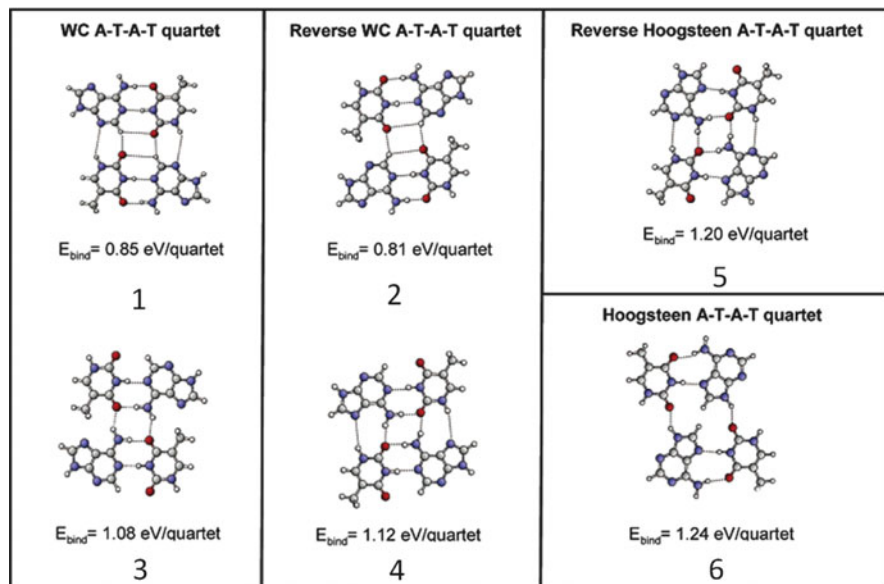 WC A-T-A-T quartet
Ebind= 0.85 eV/quartet
1
Ebind= 1.08 eV/quartet
3
Reverse WC A-T-A-T quartet
Ebind= 0.81 eV/quartet
2
Ebind= 1.12 eV/quartet
4
Reverse Hoogsteen A-T-A-T quartet
Ebind= 1.20 eV/quartet
5
Hoogsteen A-T-A-T quartet
Ebind= 1.24 eV/quartet
6